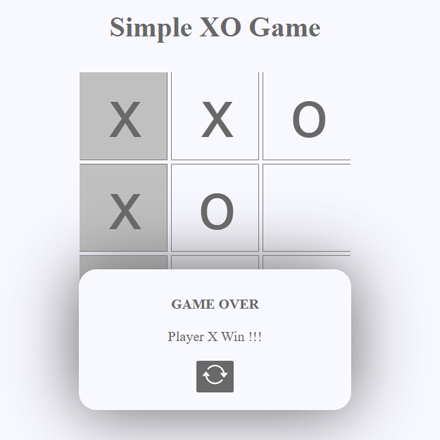 Simple XO Game
X X O
X O
GAME OVER
Player X Win !!!